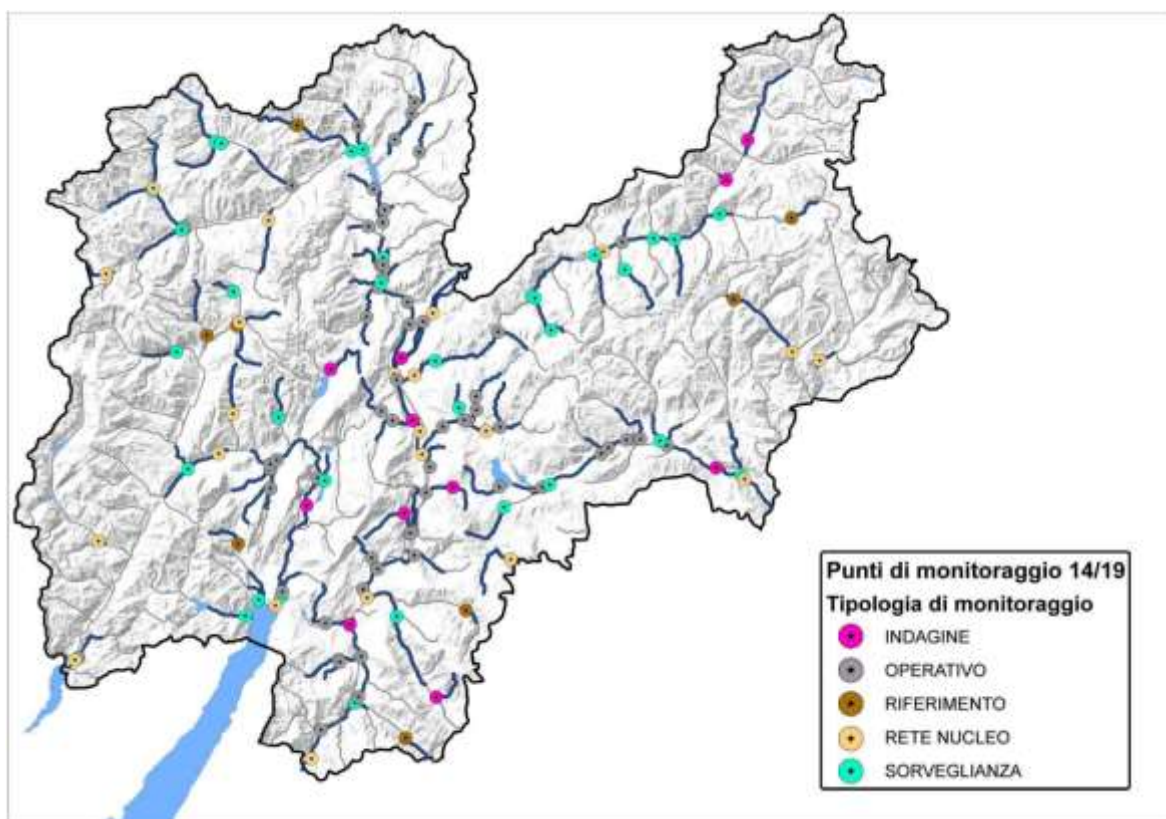 Punti di monitoraggio 14/19
Tipologia di monitoraggio
INDAGINE
OPERATIVO
RIFERIMENTO
RETE NUCLEO
SORVEGLIANZA